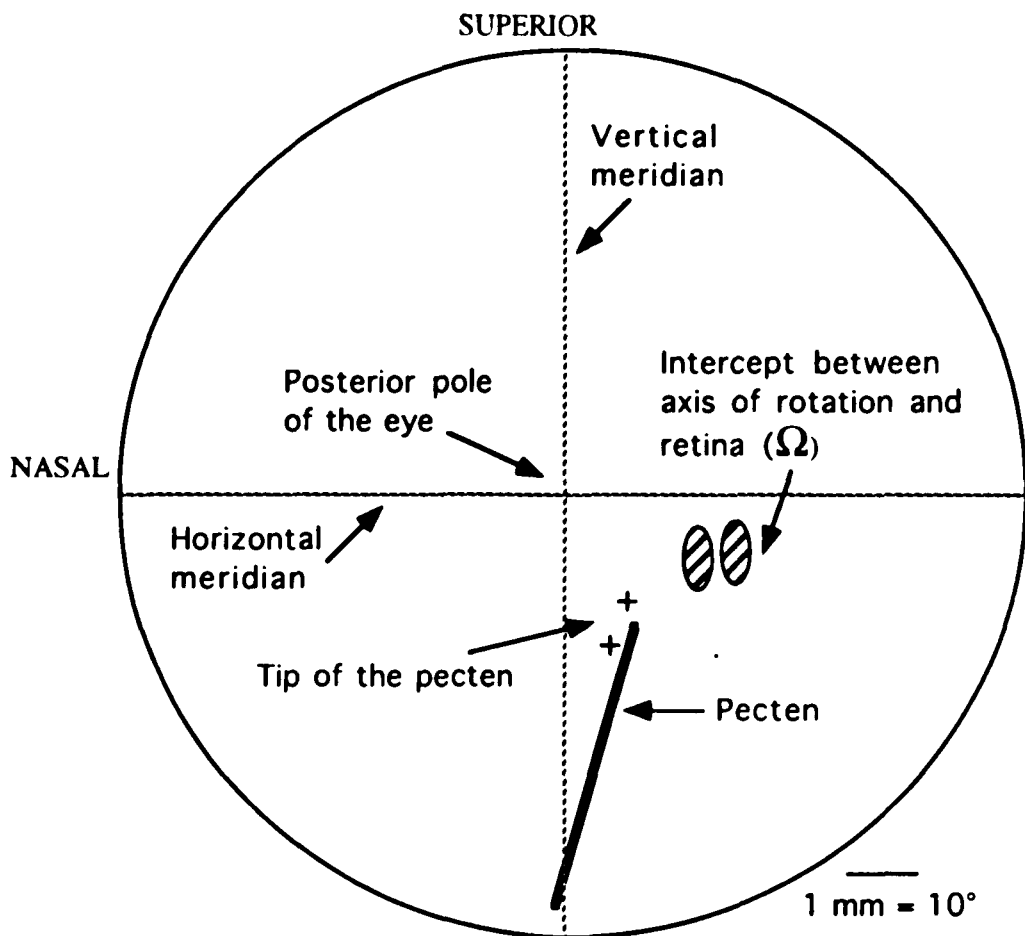 SUPERIOR
Vertical
meridian
Intercept between
axis of rotation and
retina (Ω)
Posterior pole
of the eye
NASAL
Horizontal
meridian
+
+
Tip of the pecten
Pecten
1 mm = 10°